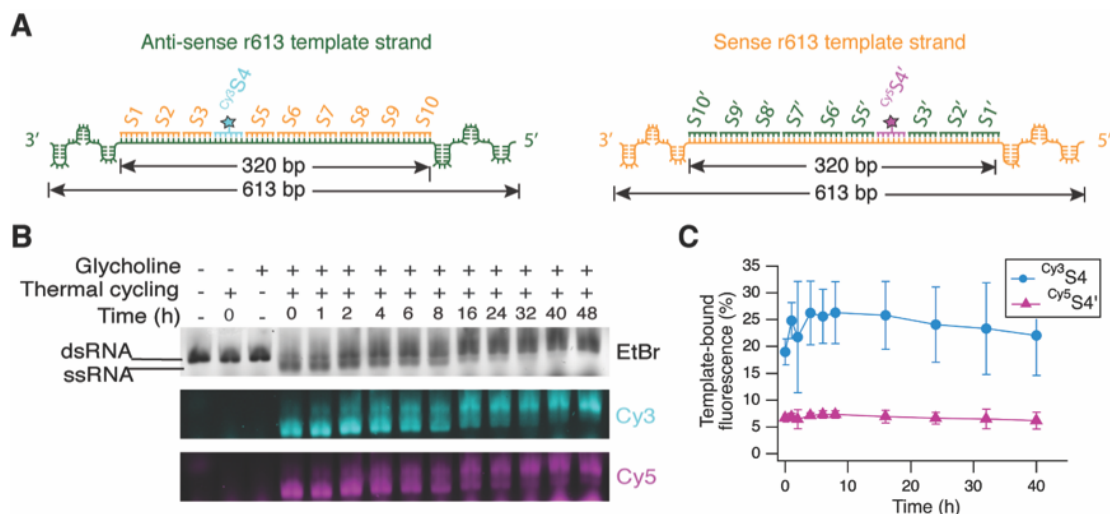 A
Anti-sense r613 template strand
Sense r613 template strand
S1 S2 S3 Cy3S4 S5 S6 S7 S8 S9 S10
S10′ S9′ S8′ S7′ S6′ S5′ Cy5S4′ S3′ S2′ S1′
3′ 5′ 3′ 5′
320 bp 320 bp
613 bp 613 bp
B
Glycholine - - + + + + + + + + + + + +
Thermal cycling - + - + + + + + + + + + + +
Time (h) - 0 - 0 1 2 4 6 8 16 24 32 40 48
dsRNA
ssRNA
EtBr
Cy3
Cy5
C
Template-bound
fluorescence (%)
35
30
25
20
15
10
5
0
Cy3S4
Cy5S4′
0 10 20 30 40
Time (h)